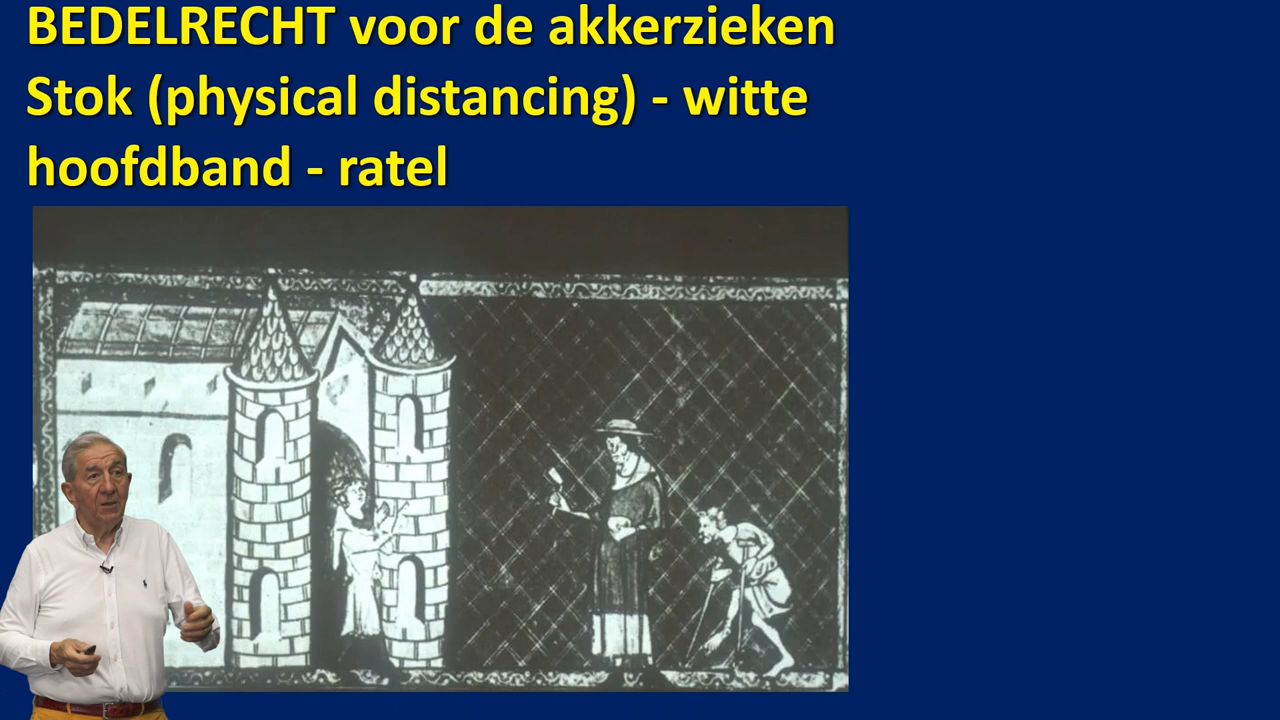 BEDELRECHT voor de akkerzieken
Stok (physical distancing) - witte
hoofdband - ratel